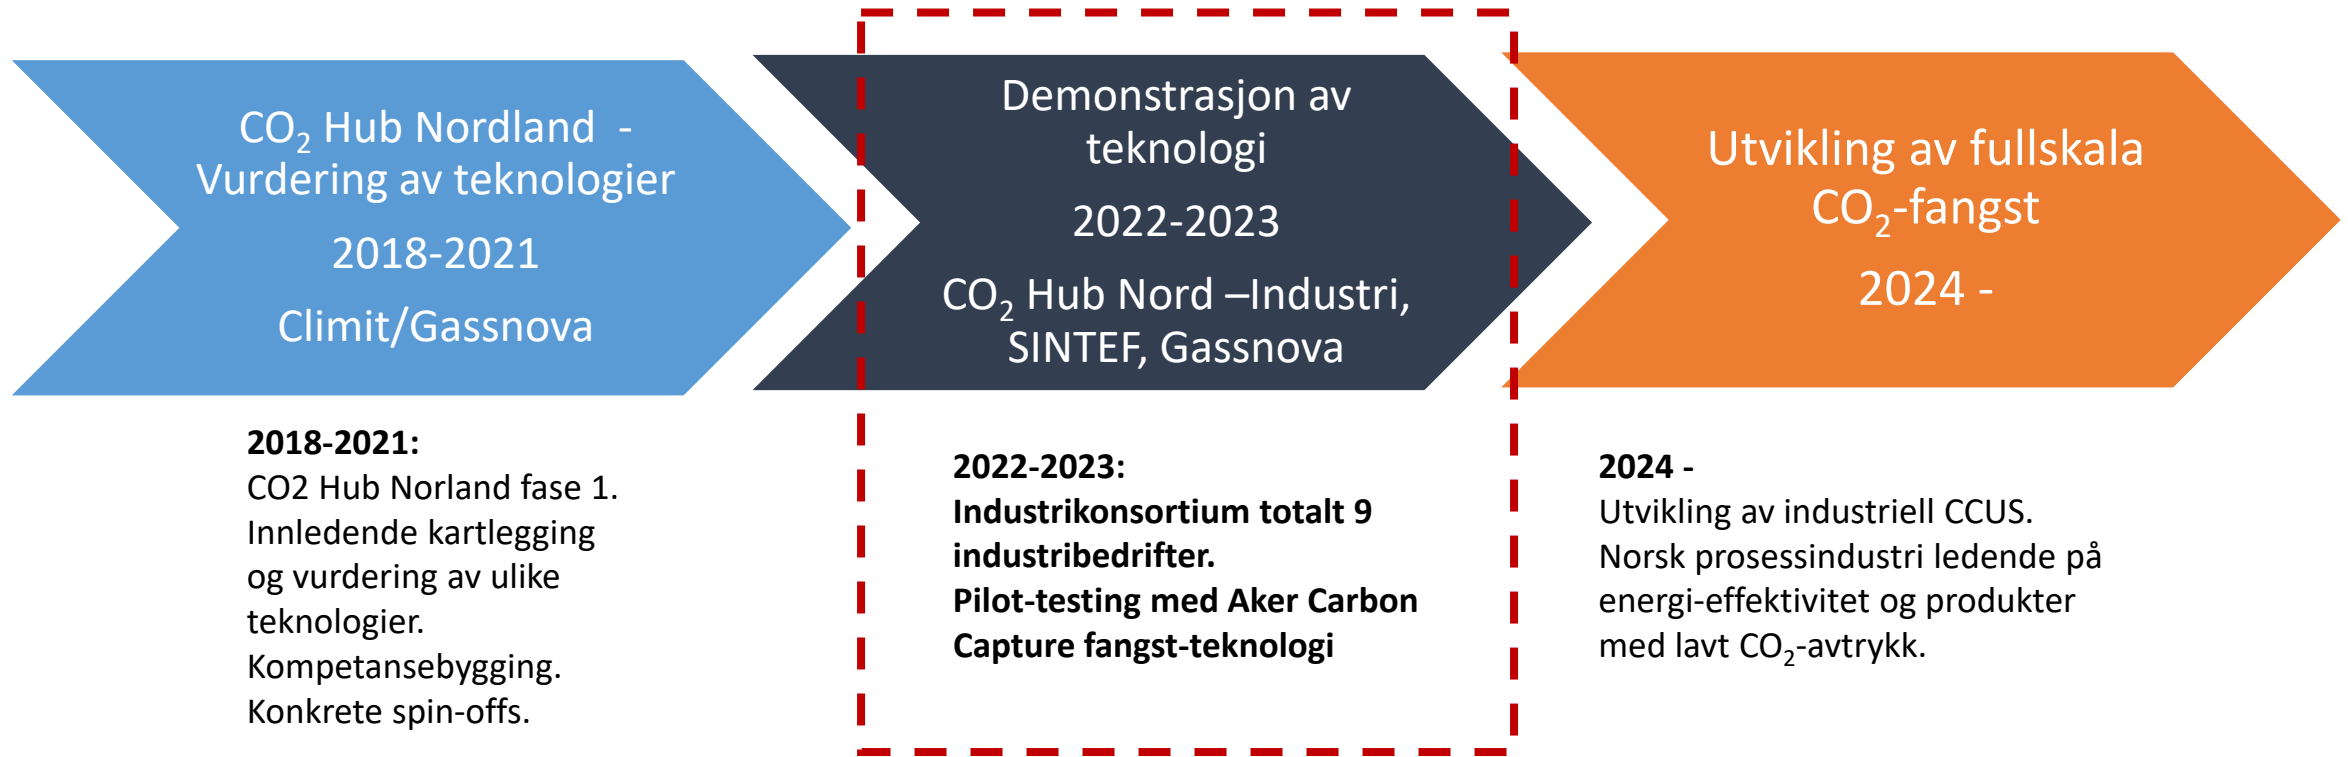 CO₂ Hub Nordland -
Vurdering av teknologier
2018-2021
Climit/Gassnova
Demonstrasjon av
teknologi
2022-2023
CO₂ Hub Nord –Industri,
SINTEF, Gassnova
Utvikling av fullskala
CO₂-fangst
2024 -
2018-2021:
CO2 Hub Norland fase 1.
Innledende kartlegging
og vurdering av ulike
teknologier.
Kompetansebygging.
Konkrete spin-offs.
2022-2023:
Industrikonsortium totalt 9
industribedrifter.
Pilot-testing med Aker Carbon
Capture fangst-teknologi
2024 -
Utvikling av industriell CCUS.
Norsk prosessindustri ledende på
energi-effektivitet og produkter
med lavt CO₂-avtrykk.